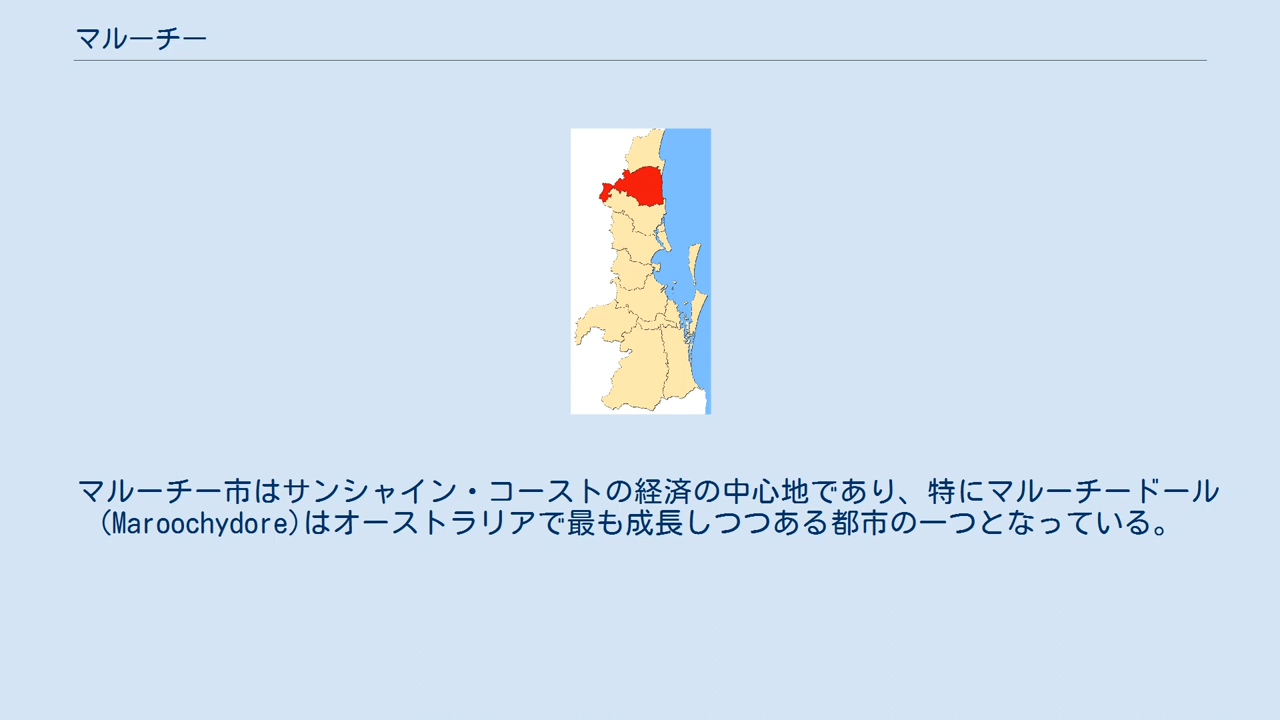 マルーチー
マルーチー市はサンシャイン・コーストの経済の中心地であり、特にマルーチードール
(Maroochydore)はオーストラリアで最も成長しつつある都市の一つとなっている。